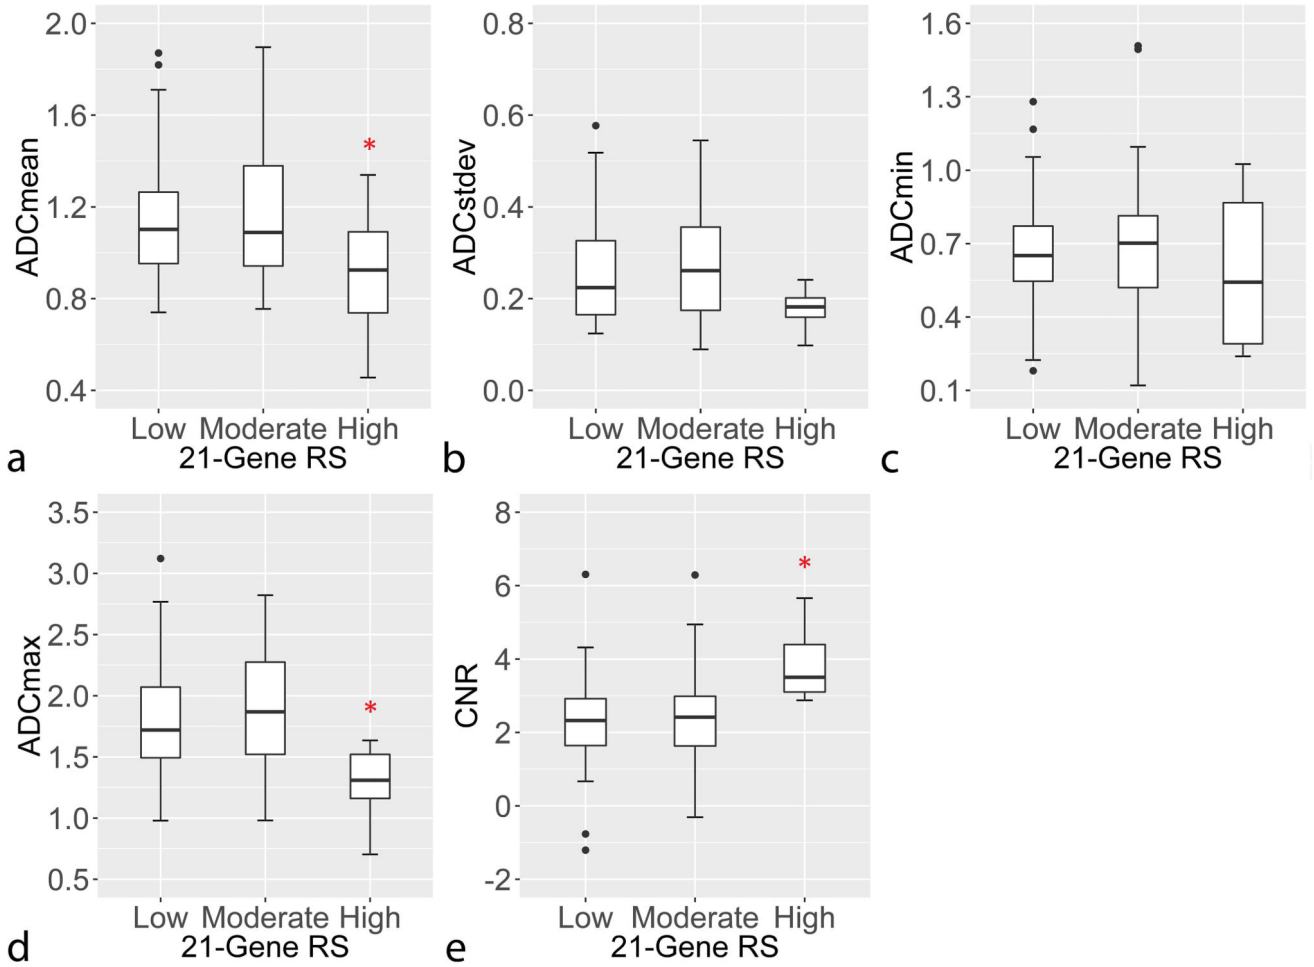 ADCmean
2.0
1.6
1.2
0.8
0.4
Low Moderate High
21-Gene RS
a
ADCstdev
0.8
0.6
0.4
0.2
0.0
Low Moderate High
21-Gene RS
b
ADCmin
1.6
1.3
1.0
0.7
0.4
0.1
Low Moderate High
21-Gene RS
c
ADCmax
3.5
3.0
2.5
2.0
1.5
1.0
0.5
Low Moderate High
21-Gene RS
d
CNR
8
6
4
2
0
-2
Low Moderate High
21-Gene RS
e
*
*
*